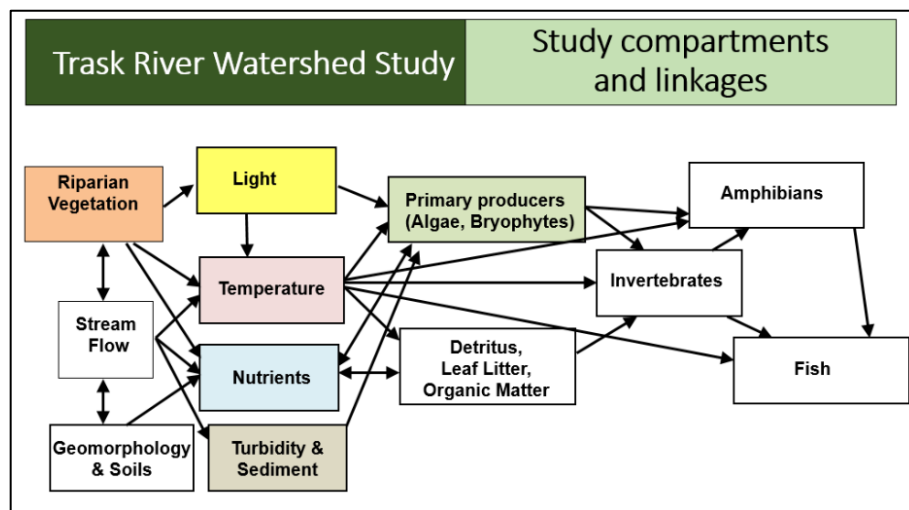 Trask River Watershed Study
Study compartments
and linkages
Riparian
Vegetation
Light
Primary producers
(Algae, Bryophytes)
Amphibians
Temperature
Invertebrates
Stream
Flow
Nutrients
Detritus,
Leaf Litter,
Organic Matter
Fish
Geomorphology
& Soils
Turbidity &
Sediment